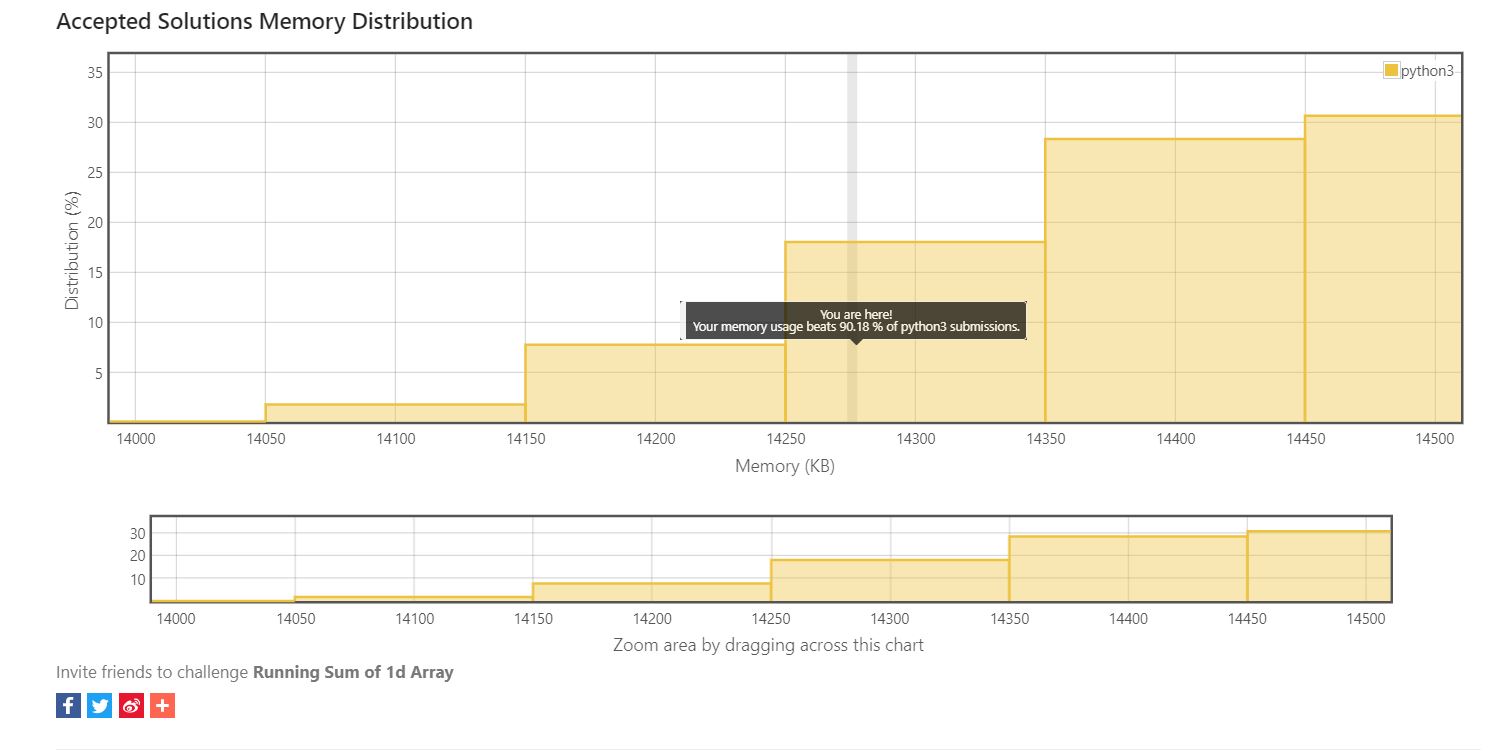 Accepted Solutions Memory Distribution
35
python3
30
25
20
15
10
5
Distribution (%)
You are here!
Your memory usage beats 90.18 % of python3 submissions.
14000 14050 14100 14150 14200 14250 14300 14350 14400 14450 14500
Memory (KB)
30
20
10
14000 14050 14100 14150 14200 14250 14300 14350 14400 14450 14500
Zoom area by dragging across this chart
Invite friends to challenge Running Sum of 1d Array